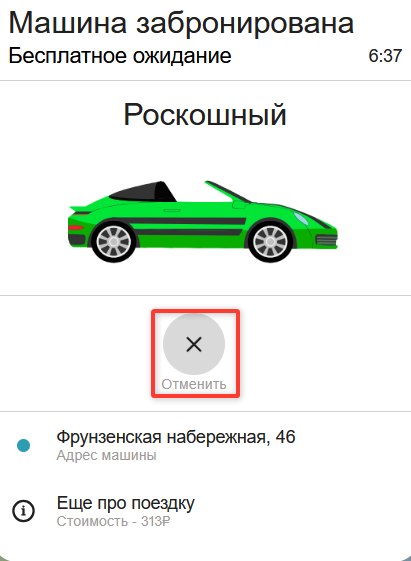 Машина забронирована
Бесплатное ожидание 6:37
Роскошный
Отменить
Фрунзенская набережная, 46
Адрес машины
Еще про поездку
Стоимость - 313₽